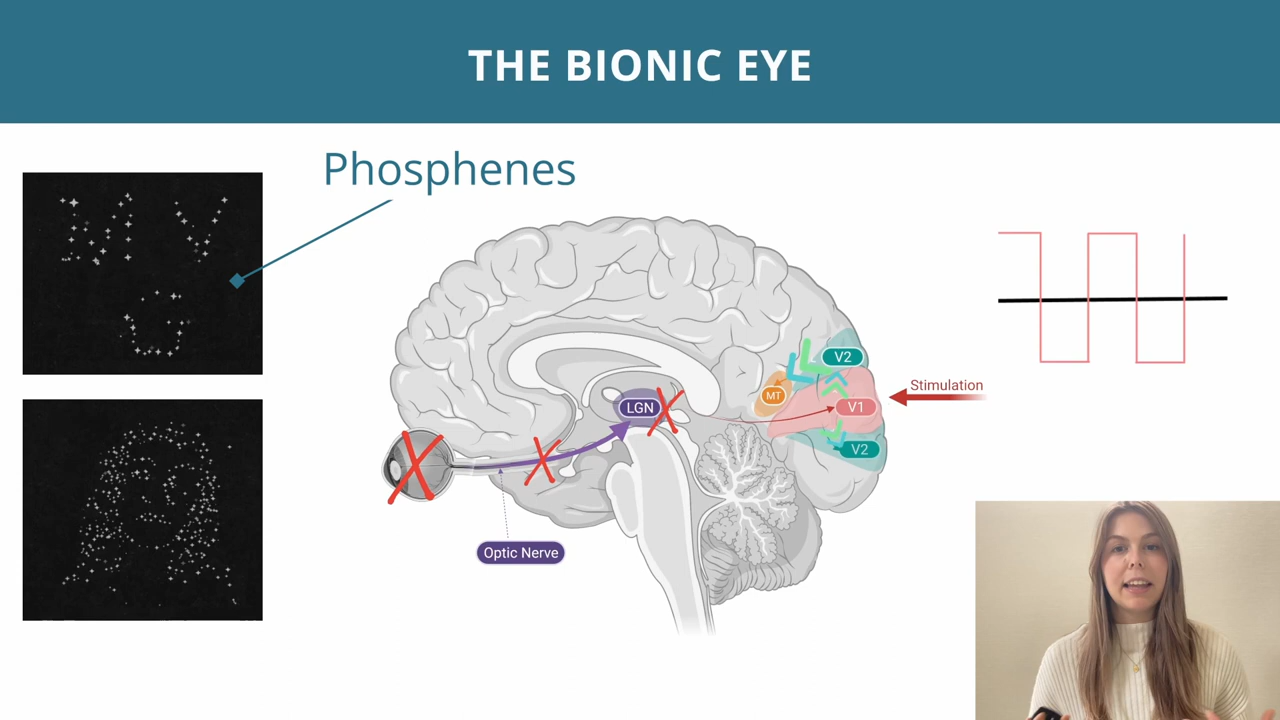 THE BIONIC EYE
Phosphenes
M Y
G
V2
MT
V1
Stimulation
LGN
V2
Optic Nerve